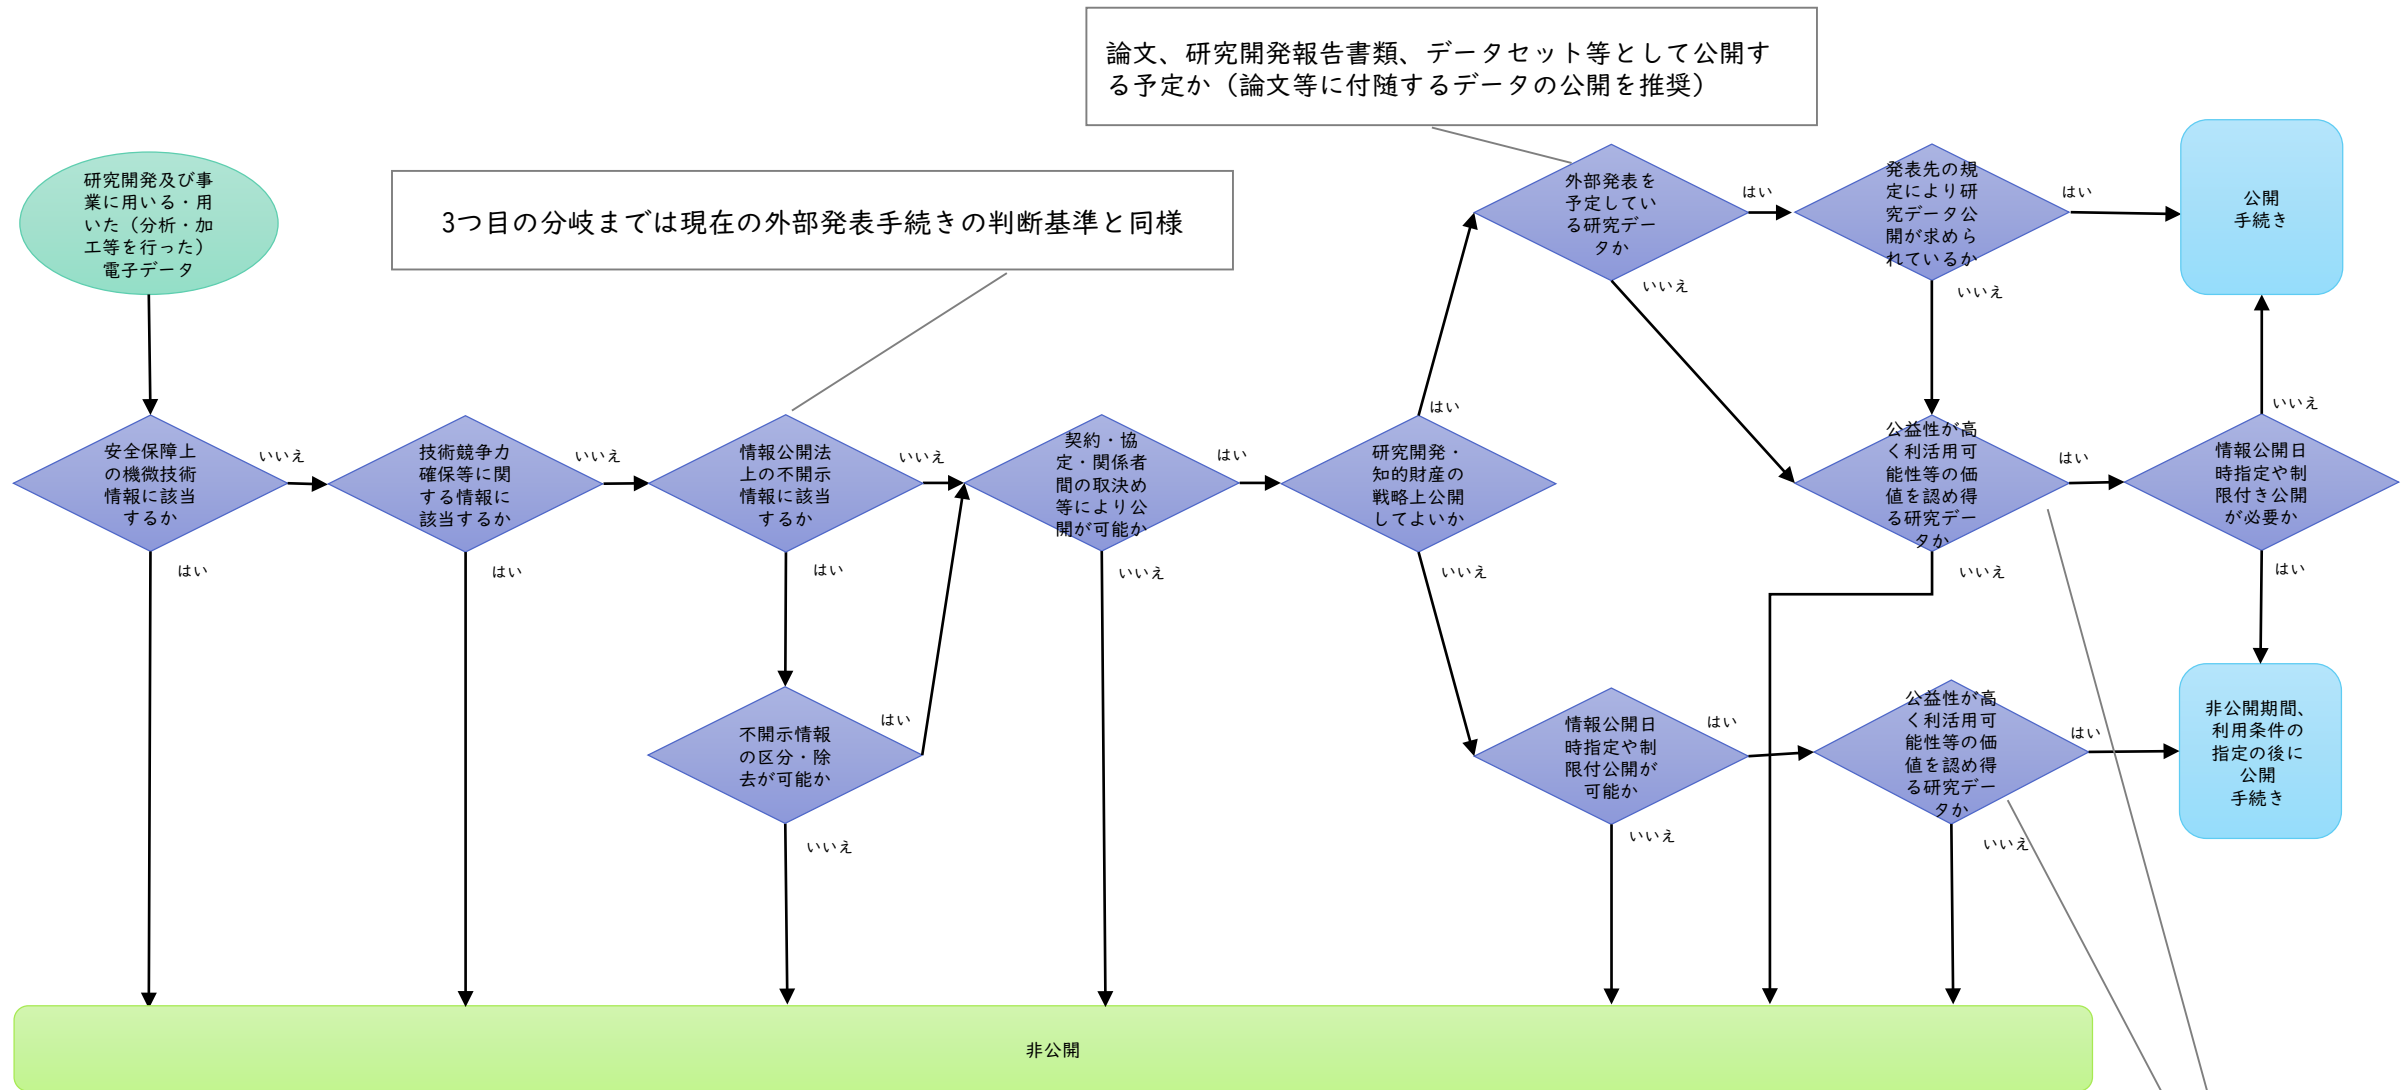 論文、研究開発報告書類、データセット等として公開す
る予定か（論文等に付随するデータの公開を推奨）
研究開発及び事
業に用いる・用
いた（分析・加
工等を行った）
電子データ
3つ目の分岐までは現在の外部発表手続きの判断基準と同様
外部発表を
予定してい
る研究デー
タか
はい
いいえ
発表先の規
定により研
究データ公
開が求めら
れているか
はい
いいえ
公開
手続き
安全保障上
の機微技術
情報に該当
するか
いいえ
はい
技術競争力
確保等に関
する情報に
該当するか
いいえ
はい
情報公開法
上の不開示
情報に該当
するか
いいえ
はい
契約・協
定・関係者
間の取決め
等により公
開が可能か
はい
いいえ
研究開発・
知的財産の
戦略上公開
してよいか
はい
いいえ
公益性が高
く利活用可
能性等の価
値を認め得
る研究デー
タか
はい
いいえ
情報公開日
時指定や制
限付き公開
が必要か
いいえ
はい
不開示情報
の区分・除
去が可能か
はい
いいえ
情報公開日
時指定や制
限付公開が
可能か
はい
いいえ
公益性が高
く利活用可
能性等の価
値を認め得
る研究デー
タか
はい
いいえ
非公開期間、
利用条件の
指定の後に
公開
手続き
非公開